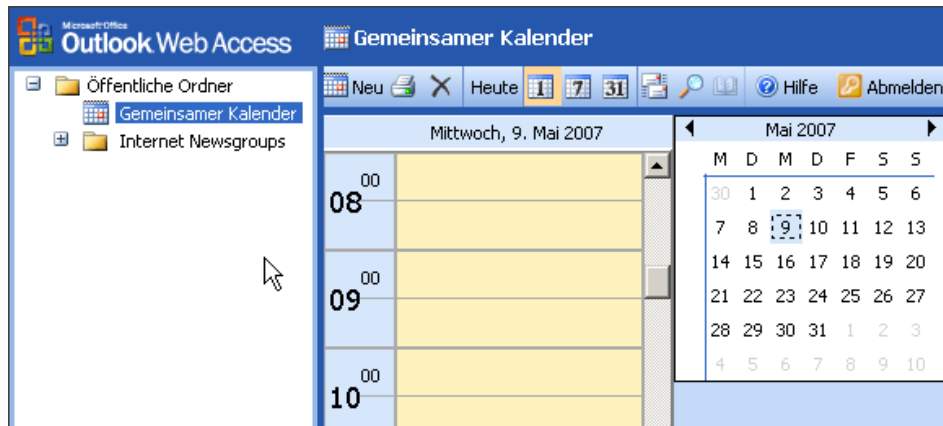 Microsoft Office
Outlook Web Access
Gemeinsamer Kalender
Öffentliche Ordner
Gemeinsamer Kalender
Internet Newsgroups
Neu Heute 1 7 31 Hilfe Abmelden
Mittwoch, 9. Mai 2007
08 00
09 00
10 00
Mai 2007
M D M D F S S
30 1 2 3 4 5 6
7 8 9 10 11 12 13
14 15 16 17 18 19 20
21 22 23 24 25 26 27
28 29 30 31 1 2 3
4 5 6 7 8 9 10